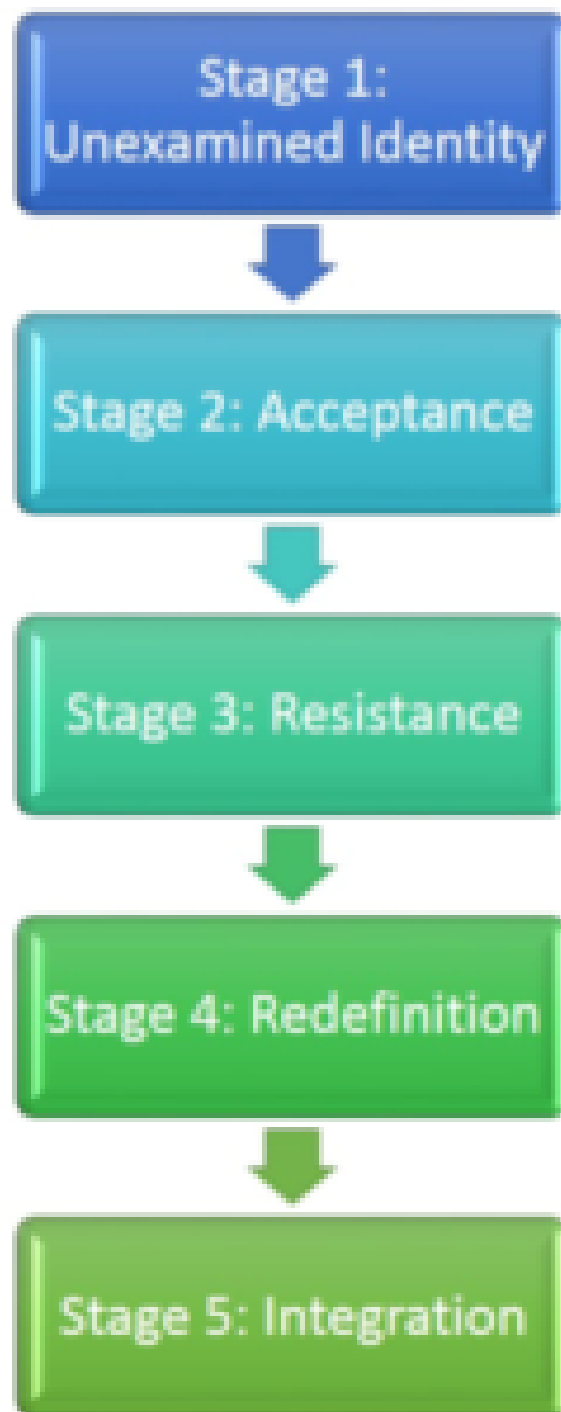 Stage 1:
Unexamined Identity
Stage 2: Acceptance
Stage 3: Resistance
Stage 4: Redefinition
Stage 5: Integration